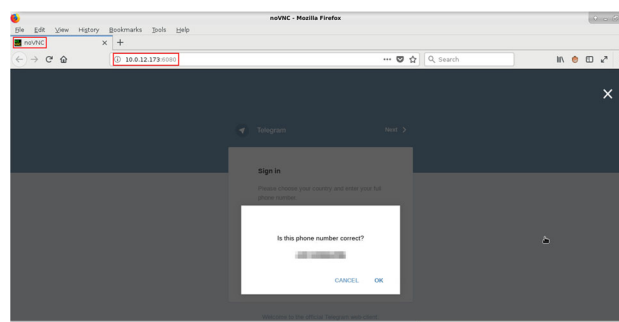 noVNC - Mozilla Firefox
File Edit View History Bookmarks Tools Help
noVNC × +
10.0.12.173:6080
Search
Telegram Next
Sign in
Please choose your country and enter your full
phone number.
Is this phone number correct?
CANCEL OK
Welcome to the official Telegram web-client.